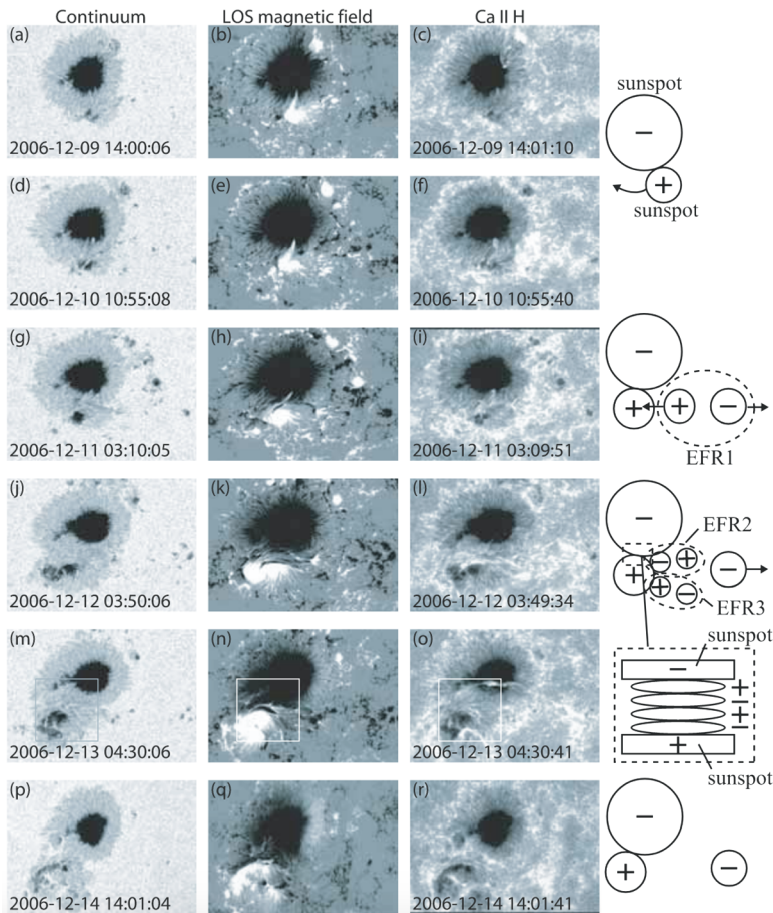 Continuum
LOS magnetic field
Ca II H
(a)
(b)
(c)
2006-12-09 14:00:06
2006-12-09 14:01:10
sunspot
−
+
sunspot
(d)
(e)
(f)
2006-12-10 10:55:08
2006-12-10 10:55:40
(g)
(h)
(i)
2006-12-11 03:10:05
2006-12-11 03:09:51
−
+ + −
EFR1
(j)
(k)
(l)
2006-12-12 03:50:06
2006-12-12 03:49:34
−
EFR2
+ − + −
+ −
EFR3
(m)
(n)
(o)
2006-12-13 04:30:06
2006-12-13 04:30:41
sunspot
−
+
−
+
−
+
sunspot
(p)
(q)
(r)
2006-12-14 14:01:04
2006-12-14 14:01:41
−
+ −